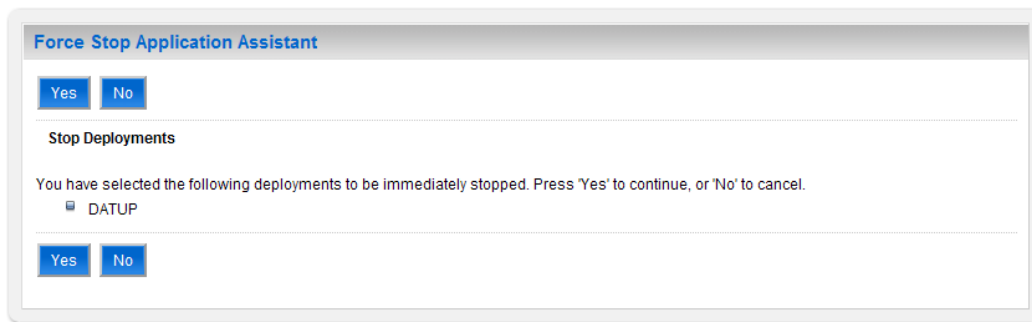 Force Stop Application Assistant
Yes No
Stop Deployments
You have selected the following deployments to be immediately stopped. Press 'Yes' to continue, or 'No' to cancel.
DATUP
Yes No